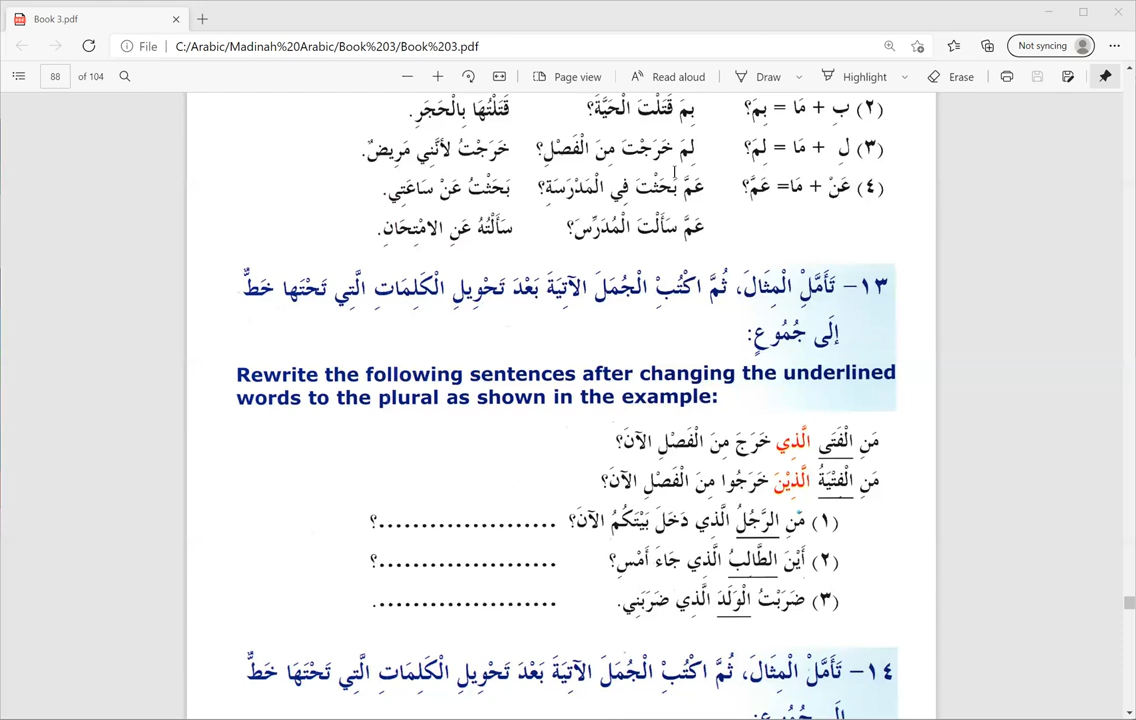 Book 3.pdf
File C:/Arabic/Madinah%20Arabic/Book%203/Book%203.pdf Not syncing
88 of 104 Page view Read aloud Draw Highlight Erase
(٢) بِ + مَا = بِمَ؟ بِمَ قَتَلْتَ الْحَيَّةَ؟ قَتَلْتُهَا بِالْحَجَرِ.
(٣) لِ + مَا = لِمَ؟ لِمَ خَرَجْتَ مِنَ الْفَصْلِ؟ خَرَجْتُ لأَنَّنِي مَرِيضٌ.
(٤) عَنْ + مَا= عَمَّ؟ عَمَّ بَحَثْتَ فِي الْمَدْرَسَةِ؟ بَحَثْتُ عَنْ سَاعَتِي.
عَمَّ سَأَلْتَ الْمُدَرِّسَ؟ سَأَلْتُهُ عَنِ الامْتِحَانِ.
١٣- تَأَمَّلْ الْمِثَالَ، ثُمَّ اكْتُبْ الْجُمَلَ الآتِيَةَ بَعْدَ تَحْوِيلِ الْكَلِمَاتِ الَّتِي تَحْتَها خَطٌّ
إِلَى جُمُوعٍ:
Rewrite the following sentences after changing the underlined
words to the plural as shown in the example:
مَنِ الْفَتَى الَّذِي خَرَجَ مِنَ الْفَصْلِ الآنَ؟
مَنِ الْفِتْيَةُ الَّذِيْنَ خَرَجُوا مِنَ الْفَصْلِ الآنَ؟
(١) مَنِ الرَّجُلُ الَّذِي دَخَلَ بَيْتَكُمُ الآنَ؟ .....................؟
(٢) أَيْنَ الطَّالِبُ الَّذِي جَاءَ أَمْسِ؟ .....................؟
(٣) ضَرَبْتُ الْوَلَدَ الَّذِي ضَرَبَنِي. ......................
١٤- تَأَمَّلْ الْمِثَالَ، ثُمَّ اكْتُبْ الْجُمَلَ الآتِيَةَ بَعْدَ تَحْوِيلِ الْكَلِمَاتِ الَّتِي تَحْتَهَا خَطٌّ
إِلَى جُمُوعٍ: